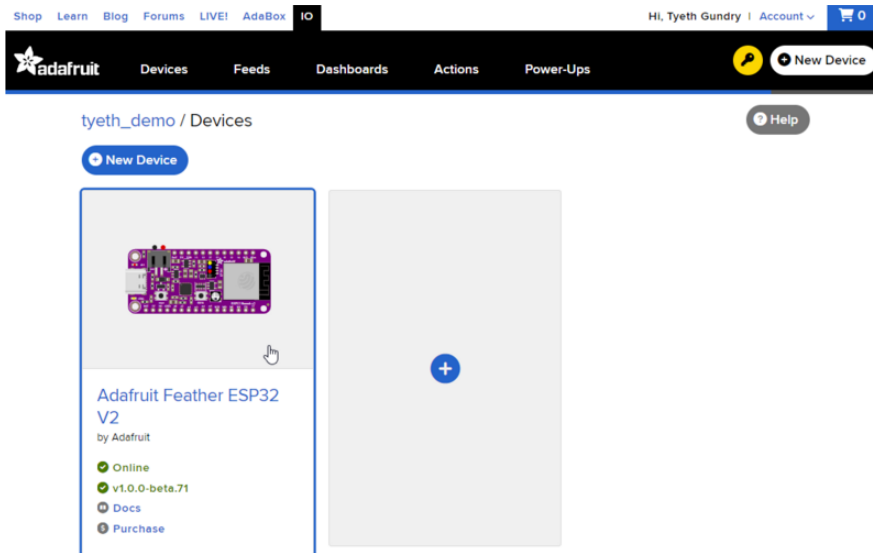 Shop Learn Blog Forums LIVE! AdaBox IO Hi, Tyeth Gundry | Account 0
adafruit Devices Feeds Dashboards Actions Power-Ups New Device
tyeth_demo / Devices ? Help
New Device
Adafruit Feather ESP32
V2
by Adafruit
Online
v1.0.0-beta.71
Docs
Purchase